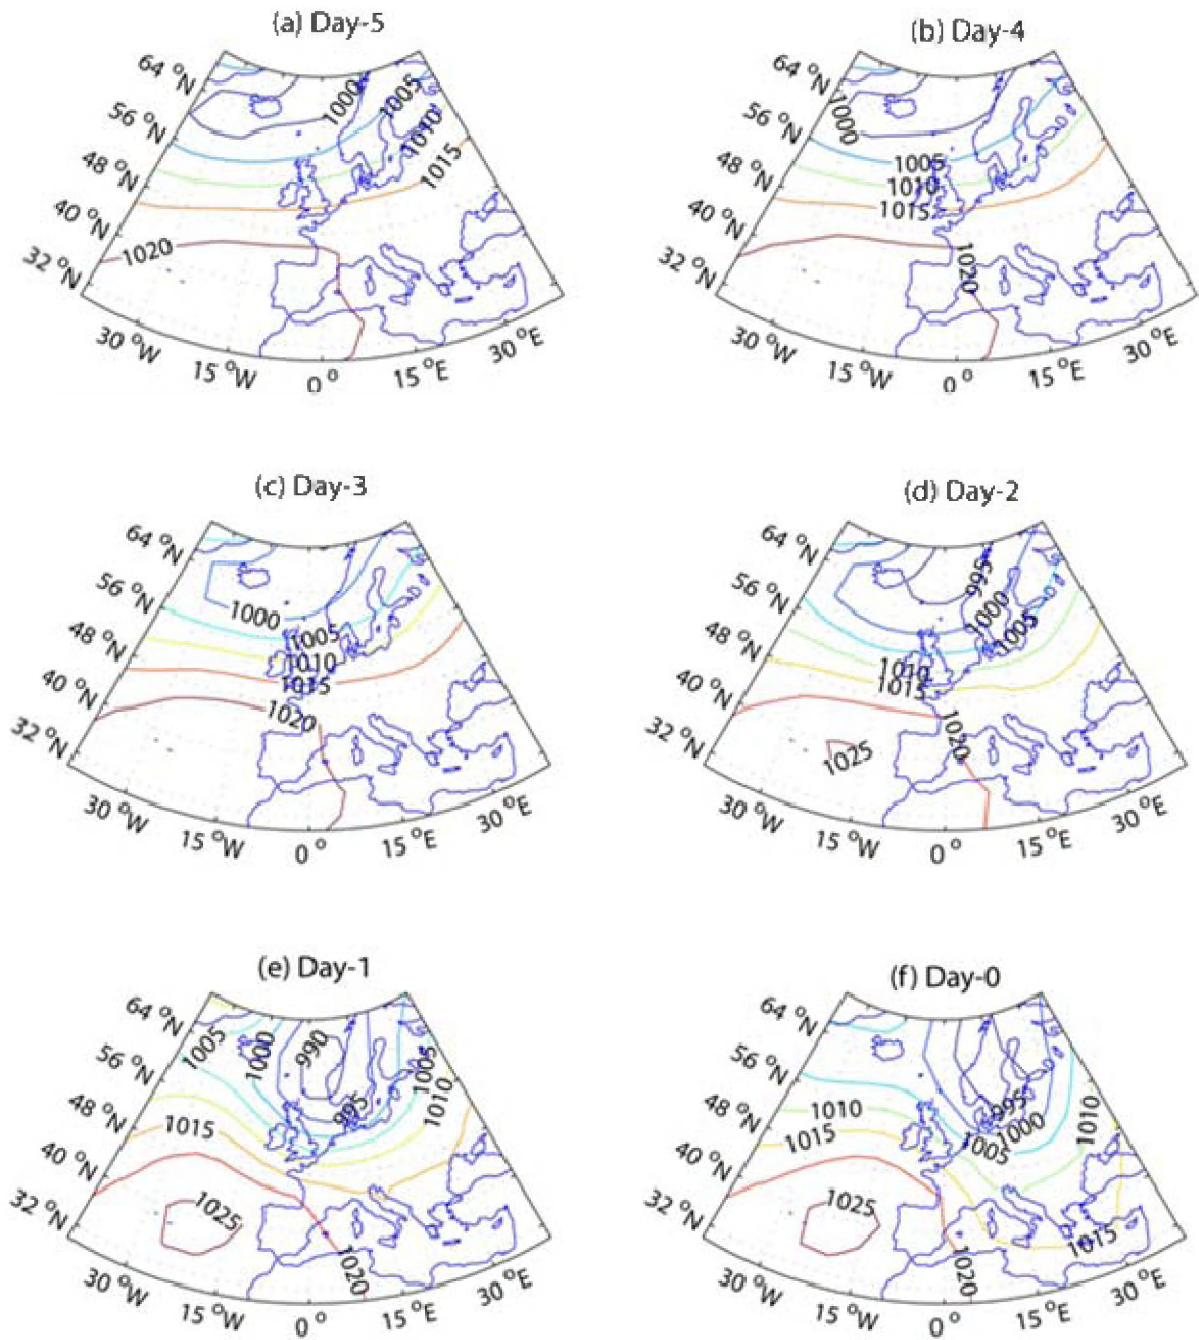 (a) Day-5
64 °N
56 °N
48 °N
40 °N
32 °N
1000
1005
1010
1015
1020
30 °W
15 °W
0 °
15 °E
30 °E
(b) Day-4
64 °N
56 °N
48 °N
40 °N
32 °N
1000
1005
1010
1015
1020
30 °W
15 °W
0 °
15 °E
30 °E
(c) Day-3
64 °N
56 °N
48 °N
40 °N
32 °N
1000
1005
1010
1015
1020
30 °W
15 °W
0 °
15 °E
30 °E
(d) Day-2
64 °N
56 °N
48 °N
40 °N
32 °N
995
1000
1005
1010
1015
1020
1025
30 °W
15 °W
0 °
15 °E
30 °E
(e) Day-1
64 °N
56 °N
48 °N
40 °N
32 °N
1005
1000
990
995
1005
1010
1015
1025
1020
30 °W
15 °W
0 °
15 °E
30 °E
(f) Day-0
64 °N
56 °N
48 °N
40 °N
32 °N
1010
1015
995
1000
1005
1010
1025
1020
1015
30 °W
15 °W
0 °
15 °E
30 °E